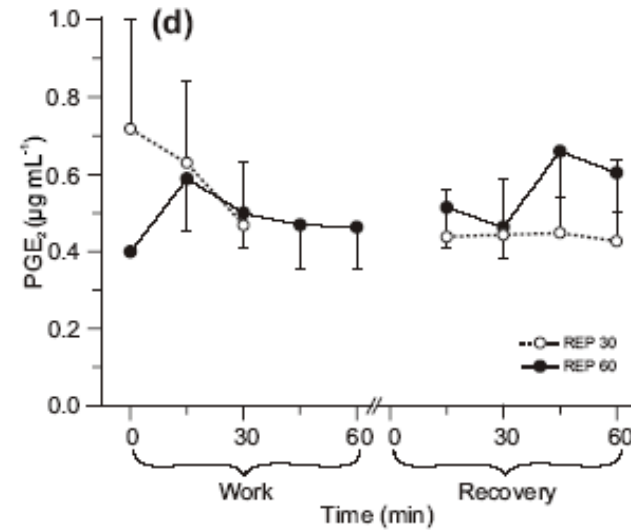 (d)
PGE₂ (µg mL⁻¹)
1.0
0.8
0.6
0.4
0.2
0.0
REP 30
REP 60
0 30 60 // 0 30 60
Work Recovery
Time (min)